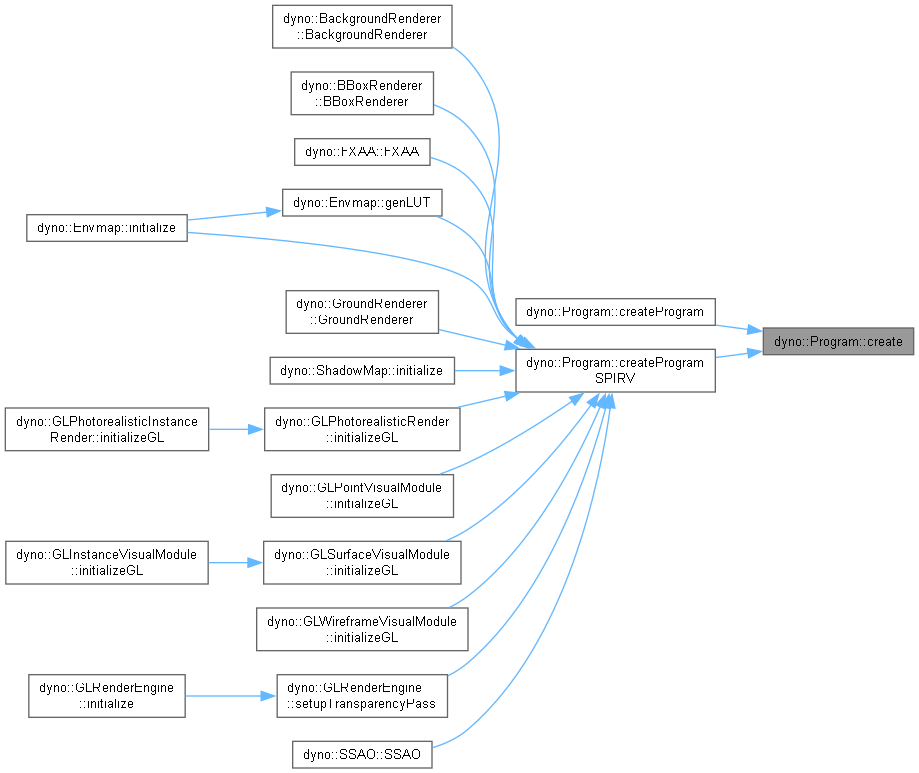 dyno::BackgroundRenderer
::BackgroundRenderer
dyno::BBoxRenderer
::BBoxRenderer
dyno::FXAA::FXAA
dyno::Envmap::genLUT
dyno::Envmap::initialize
dyno::GroundRenderer
::GroundRenderer
dyno::Program::createProgram
dyno::Program::create
dyno::Program::createProgram
SPIRV
dyno::ShadowMap::initialize
dyno::GLPhotorealisticInstance
Render::initializeGL
dyno::GLPhotorealisticRender
::initializeGL
dyno::GLPointVisualModule
::initializeGL
dyno::GLInstanceVisualModule
::initializeGL
dyno::GLSurfaceVisualModule
::initializeGL
dyno::GLWireframeVisualModule
::initializeGL
dyno::GLRenderEngine
::initialize
dyno::GLRenderEngine
::setupTransparencyPass
dyno::SSAO::SSAO